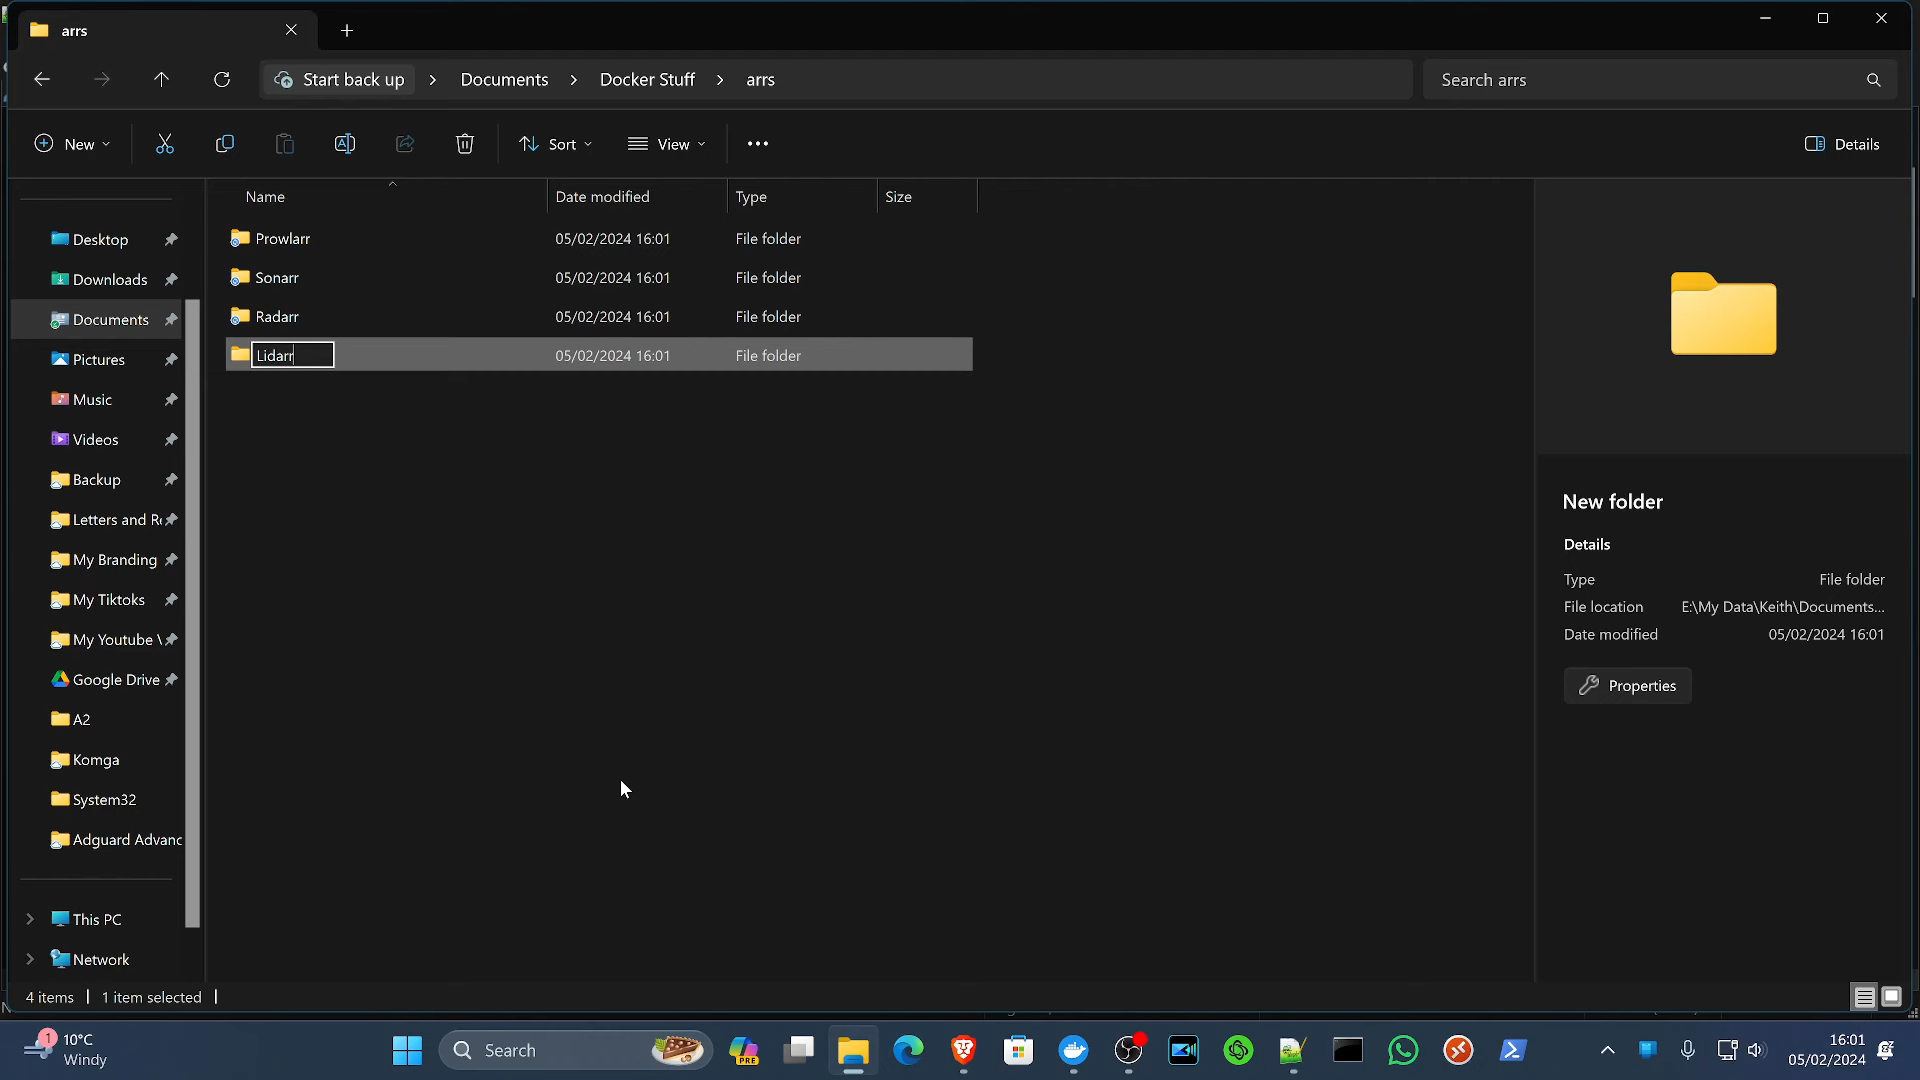 arrs
Start back up > Documents > Docker Stuff > arrs
Search arrs
New
Sort
View
Details
Name
Date modified
Type
Size
Prowlarr 05/02/2024 16:01 File folder
Sonarr 05/02/2024 16:01 File folder
Radarr 05/02/2024 16:01 File folder
Lidarr 05/02/2024 16:01 File folder
Desktop
Downloads
Documents
Pictures
Music
Videos
Backup
Letters and R
My Branding
My Tiktoks
My Youtube
Google Drive
A2
Komga
System32
Adguard Advanc
This PC
Network
New folder
Details
Type File folder
File location E:\My Data\Keith\Documents...
Date modified 05/02/2024 16:01
Properties
4 items
1 item selected
1
10°C
Windy
Search
PRE
16:01
05/02/2024